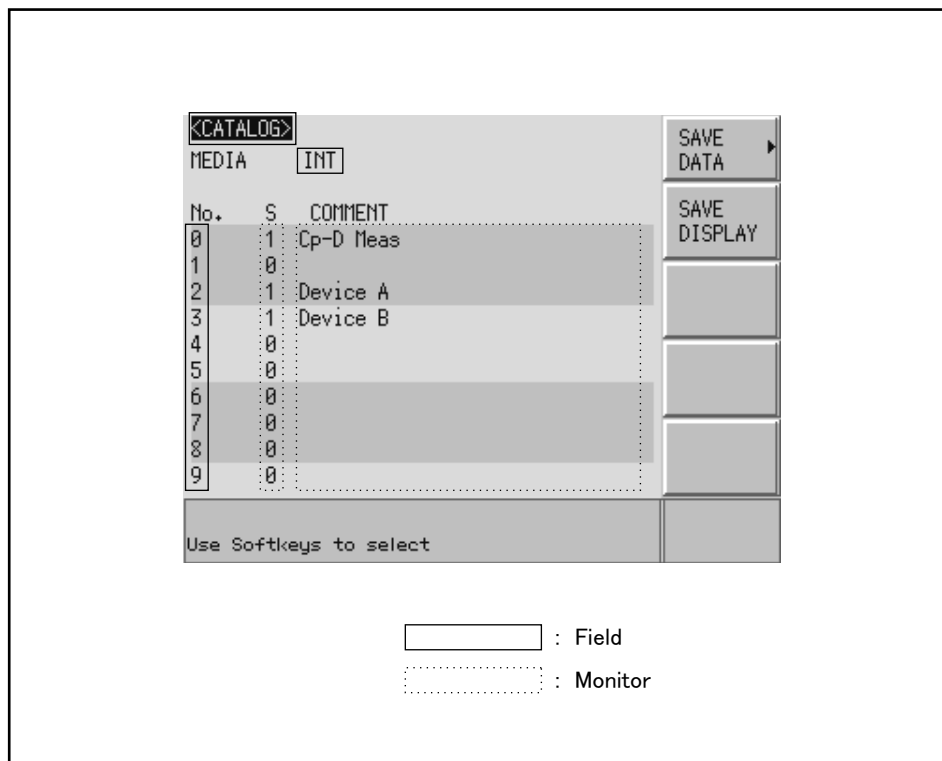 <CATALOG>
MEDIA INT
No. S COMMENT
0 1 Cp-D Meas
1 0
2 1 Device A
3 1 Device B
4 0
5 0
6 0
7 0
8 0
9 0
SAVE
DATA
SAVE
DISPLAY
Use Softkeys to select
: Field
: Monitor